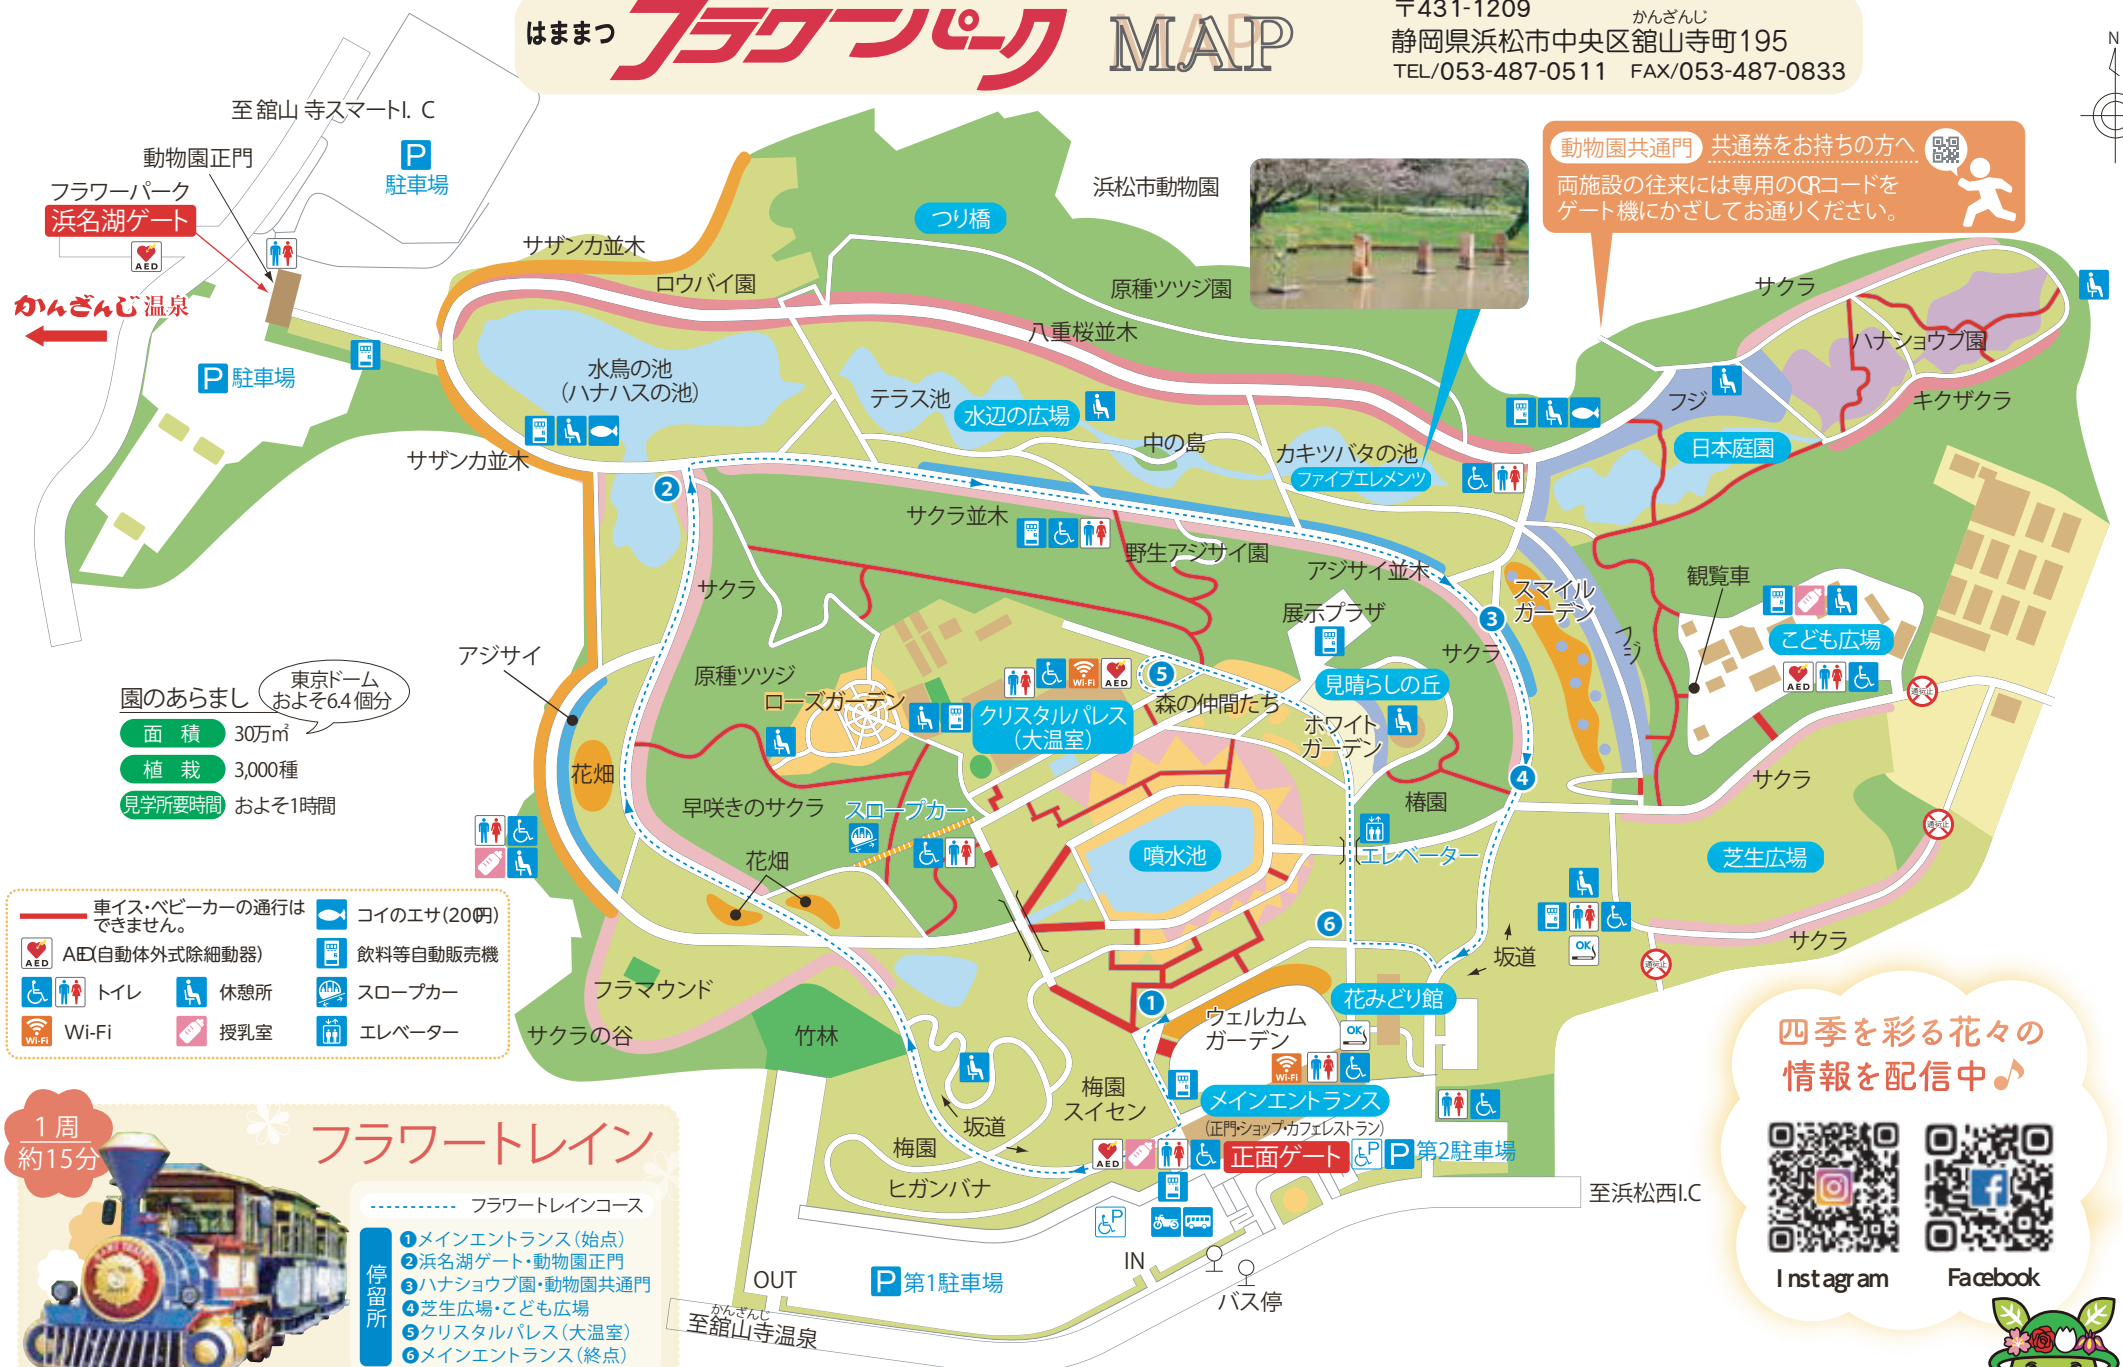 はままつ
フラワーパーク
MAP
〒431-1209
かんざんじ
静岡県浜松市中央区舘山寺町195
TEL/053-487-0511 FAX/053-487-0833
N
至舘山寺スマートI.C
動物園正門
P
駐車場
フラワーパーク
浜名湖ゲート
AED
かんざんじ温泉
P 駐車場
サザンカ並木
ロウバイ園
つり橋
浜松市動物園
原種ツツジ園
八重桜並木
動物園共通門 共通券をお持ちの方へ
両施設の往来には専用のQRコードを
ゲート機にかざしてお通りください。
サクラ
ハナショウブ園
フジ
キクザクラ
日本庭園
水鳥の池
(ハナハスの池)
テラス池
水辺の広場
中の島
カキツバタの池
ファイブエレメンツ
サザンカ並木
2
サクラ並木
野生アジサイ園
アジサイ並木
サクラ
展示プラザ
3
スマイル
ガーデン
フジ
観覧車
こども広場
AED
通行止
アジサイ
原種ツツジ
ローズガーデン
Wi-Fi
AED
5
クリスタルパレス
(大温室)
森の仲間たち
見晴らしの丘
サクラ
ホワイト
ガーデン
4
椿園
サクラ
通行止
芝生広場
園のあらまし
東京ドーム
およそ6.4個分
面積 30万㎡
植栽 3,000種
見学所要時間 およそ1時間
花畑
早咲きのサクラ
スロープカー
花畑
噴水池
エレベーター
6
坂道
OK
サクラ
通行止
車イス・ベビーカーの通行は
できません。
コイのエサ(200円)
AED AED(自動体外式除細動器)
飲料等自動販売機
トイレ
休憩所
スロープカー
Wi-Fi Wi-Fi
授乳室
エレベーター
フラマウンド
サクラの谷
竹林
1
ウェルカム
ガーデン
花みどり館
OK
Wi-Fi
メインエントランス
(正門・ショップ・カフェレストラン)
梅園
スイセン
坂道
梅園
ヒガンバナ
AED
正面ゲート
P
P 第2駐車場
P
至浜松西I.C
IN
OUT
P 第1駐車場
バス停
かんざんじ
至舘山寺温泉
1周
約15分
フラワートレイン
フラワートレインコース
停留所
1メインエントランス(始点)
2浜名湖ゲート・動物園正門
3ハナショウブ園・動物園共通門
4芝生広場・こども広場
5クリスタルパレス(大温室)
6メインエントランス(終点)
四季を彩る花々の
情報を配信中♪
Instagram
Facebook